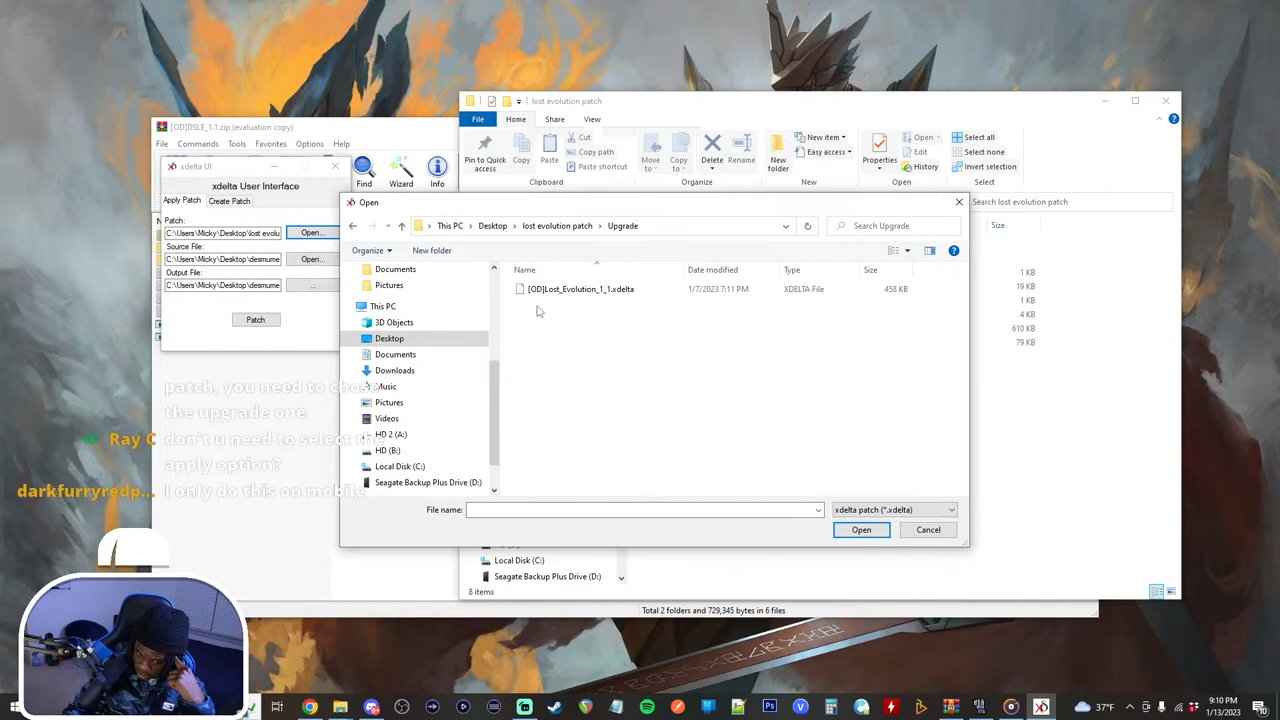 [OD]DSLE_1.1.zip (evaluation copy)
File Commands Tools Favorites Options Help
Find Wizard Info
xdelta UI
xdelta User Interface
Apply Patch Create Patch
Patch:
C:\Users\Micky\Desktop\lost evolu Open...
Source File:
C:\Users\Micky\Desktop\desmume Open...
Output File:
C:\Users\Micky\Desktop\desmume ...
Patch
lost evolution patch
File Home Share View
Pin to Quick access
Copy
Paste
Cut
Copy path
Paste shortcut
Clipboard
Move to
Copy to
Delete
Rename
Organize
New folder
New item
Easy access
New
Properties
Open
Edit
History
Open
Select all
Select none
Invert selection
Select
Search lost evolution patch
Size
1 KB
19 KB
1 KB
4 KB
610 KB
79 KB
Open
This PC Desktop lost evolution patch Upgrade
Search Upgrade
Organize New folder
Name Date modified Type Size
[OD]Lost_Evolution_1_1.xdelta 1/7/2023 7:11 PM XDELTA File 458 KB
Documents
Pictures
This PC
3D Objects
Desktop
Documents
Downloads
Music
Pictures
Videos
HD 2 (A:)
HD (B:)
Local Disk (C:)
Seagate Backup Plus Drive (D:)
File name: xdelta patch (*.xdelta)
Open Cancel
Local Disk (C:)
Seagate Backup Plus Drive (D:)
8 items
Total 2 folders and 729,345 bytes in 6 files
patch, you need to chose
the upgrade one
Ray C don't u need to select the
apply option?
darkfurryredp... I only do this on mobile
37°F
9:10 PM
1/13/2023
10